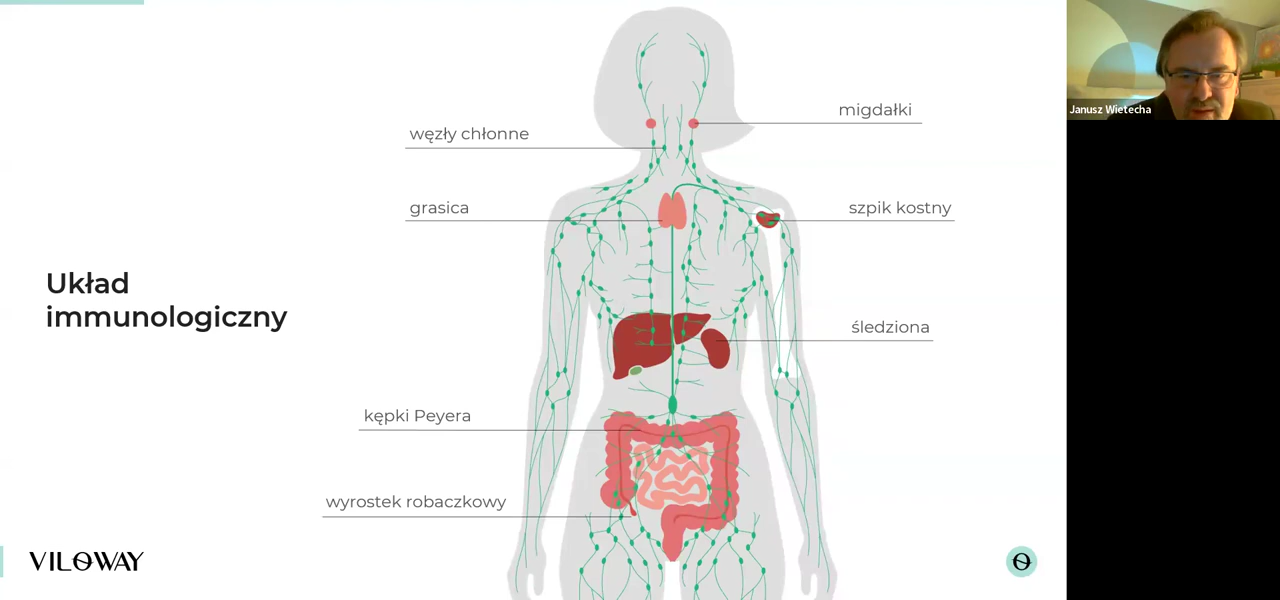 migdałki
Janusz Wietecha
węzły chłonne
grasica
szpik kostny
Układ
immunologiczny
śledziona
kępki Peyera
wyrostek robaczkowy
VILOWAY